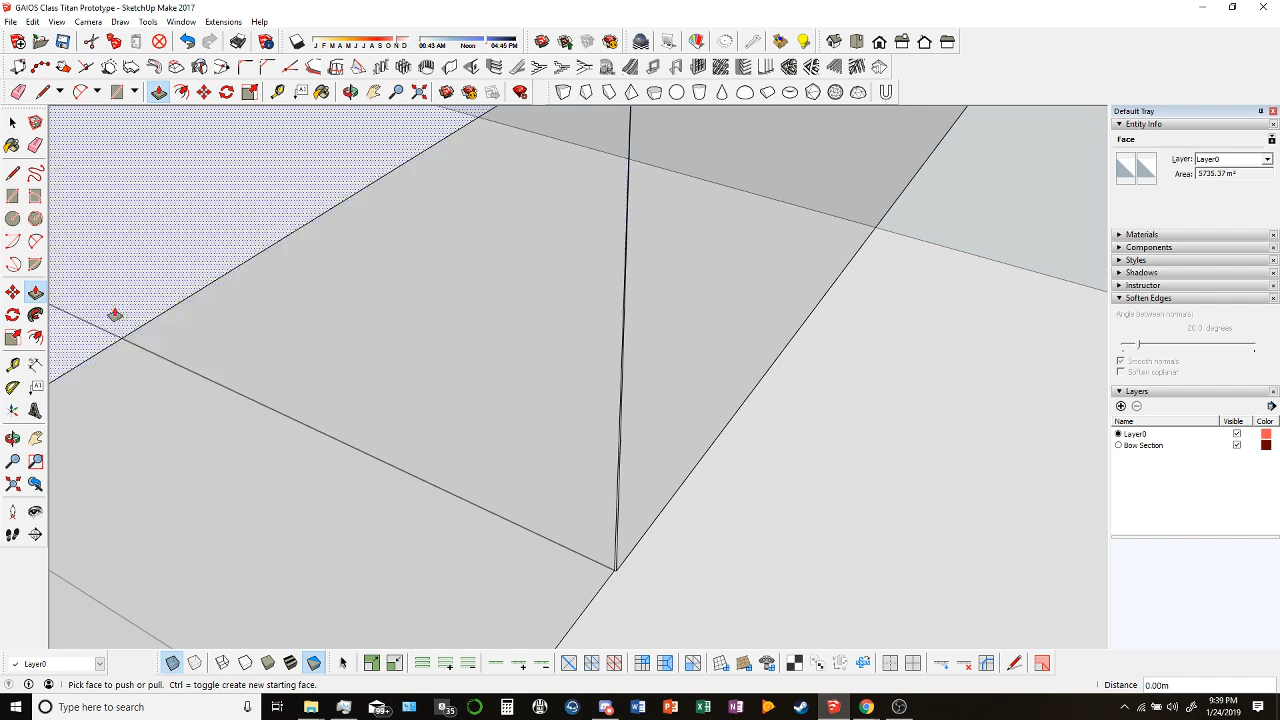 GAIOS Class Titan Prototype - SketchUp Make 2017
File Edit View Camera Draw Tools Window Extensions Help
J F M A M J J A S O N D
06:43 AM Noon 04:45 PM
Default Tray
Entity Info
Face
Layer: Layer0
Area: 5735.37 m²
Materials
Components
Styles
Shadows
Instructor
Soften Edges
Angle between normals:
20.0 degrees
Smooth normals
Soften coplanar
Layers
Name Visible Color
Layer0
Bow Section
Layer0
Pick face to push or pull. Ctrl = toggle create new starting face.
Distance 0.00m
Type here to search
99+
35
9:39 PM
1/24/2019